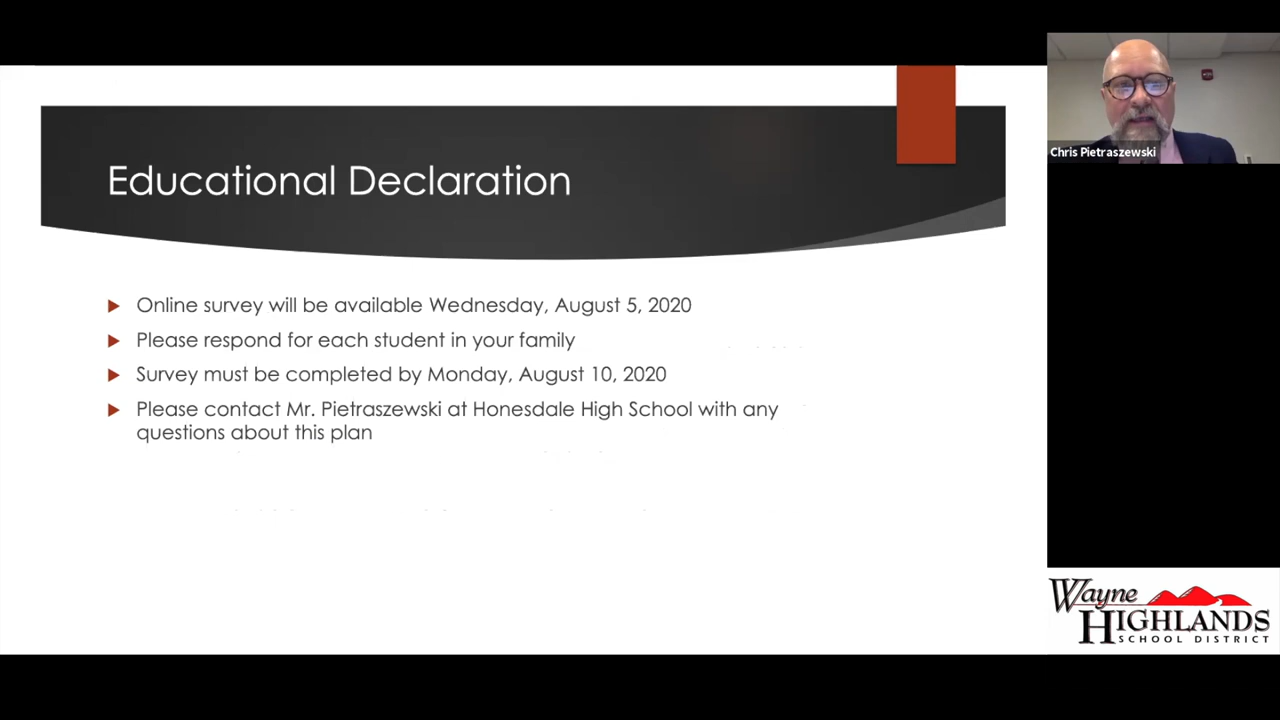 Educational Declaration
Online survey will be available Wednesday, August 5, 2020
Please respond for each student in your family
Survey must be completed by Monday, August 10, 2020
Please contact Mr. Pietraszewski at Honesdale High School with any
questions about this plan
Chris Pietraszewski
Wayne
HIGHLANDS
SCHOOL DISTRICT